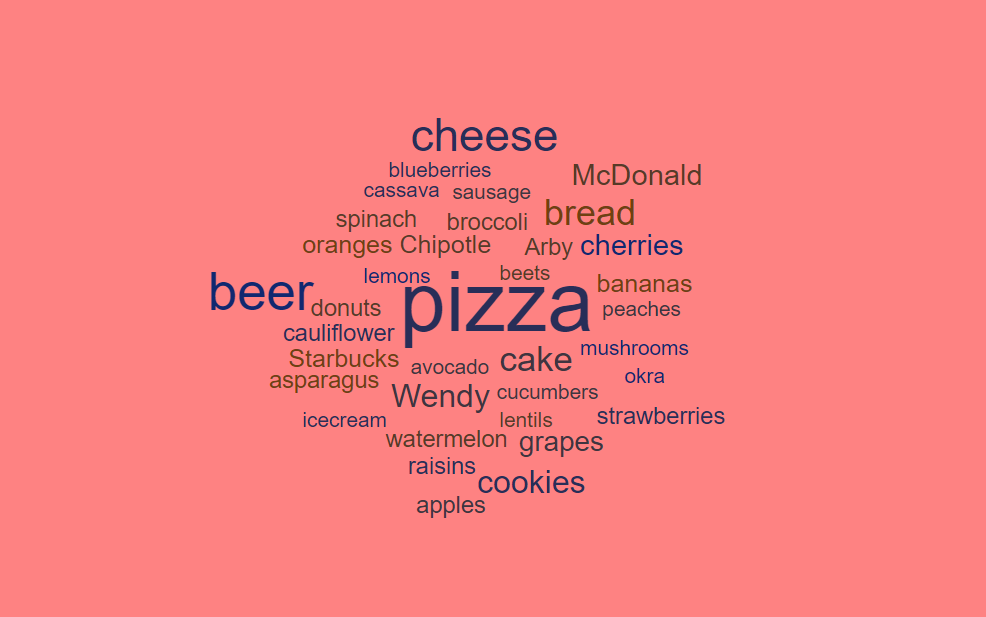 cheese
blueberries
McDonald
cassava sausage
bread
spinach broccoli
oranges Chipotle Arby cherries
lemons beets
beer pizza bananas
donuts peaches
cauliflower
mushrooms
Starbucks cake
avocado okra
asparagus
Wendy cucumbers
icecream lentils strawberries
watermelon grapes
raisins
cookies
apples